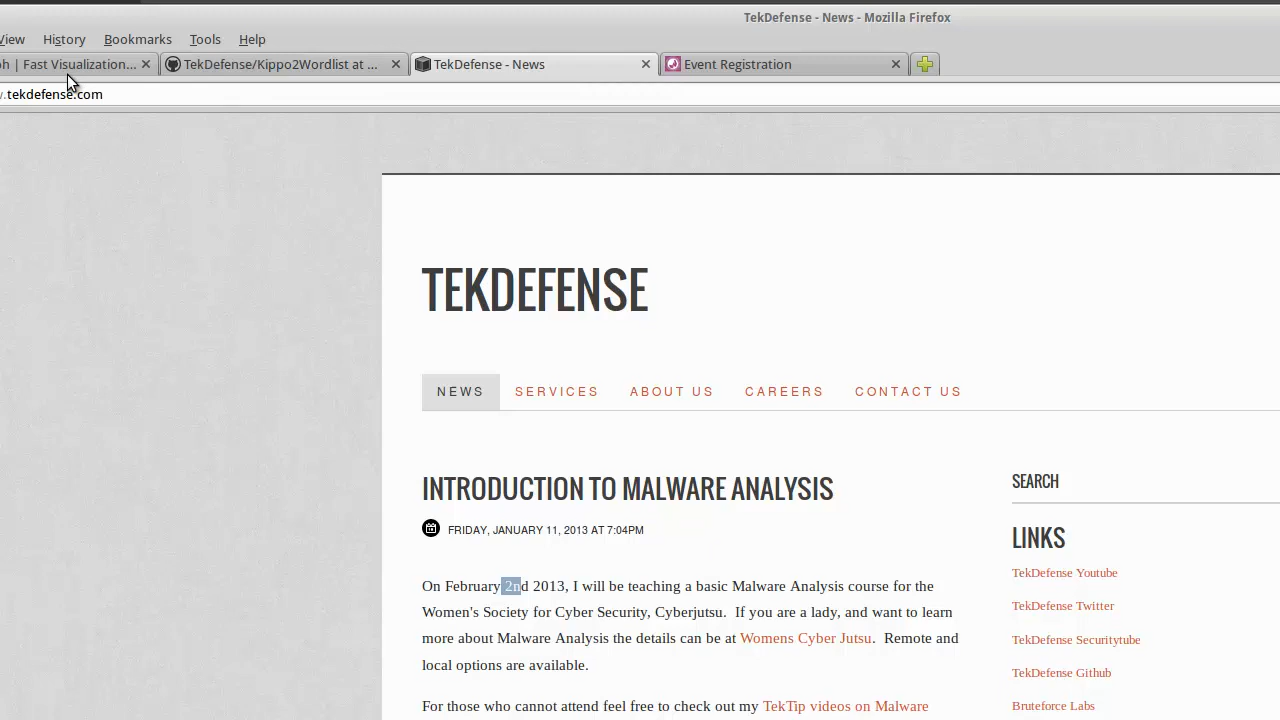 TekDefense - News - Mozilla Firefox
View History Bookmarks Tools Help
ph | Fast Visualization... TekDefense/Kippo2Wordlist at ... TekDefense - News Event Registration
.tekdefense.com
TEKDEFENSE
NEWS SERVICES ABOUT US CAREERS CONTACT US
INTRODUCTION TO MALWARE ANALYSIS
FRIDAY, JANUARY 11, 2013 AT 7:04PM
On February 2nd 2013, I will be teaching a basic Malware Analysis course for the
Women's Society for Cyber Security, Cyberjutsu. If you are a lady, and want to learn
more about Malware Analysis the details can be at Womens Cyber Jutsu. Remote and
local options are available.
For those who cannot attend feel free to check out my TekTip videos on Malware
SEARCH
LINKS
TekDefense Youtube
TekDefense Twitter
TekDefense Securitytube
TekDefense Github
Bruteforce Labs